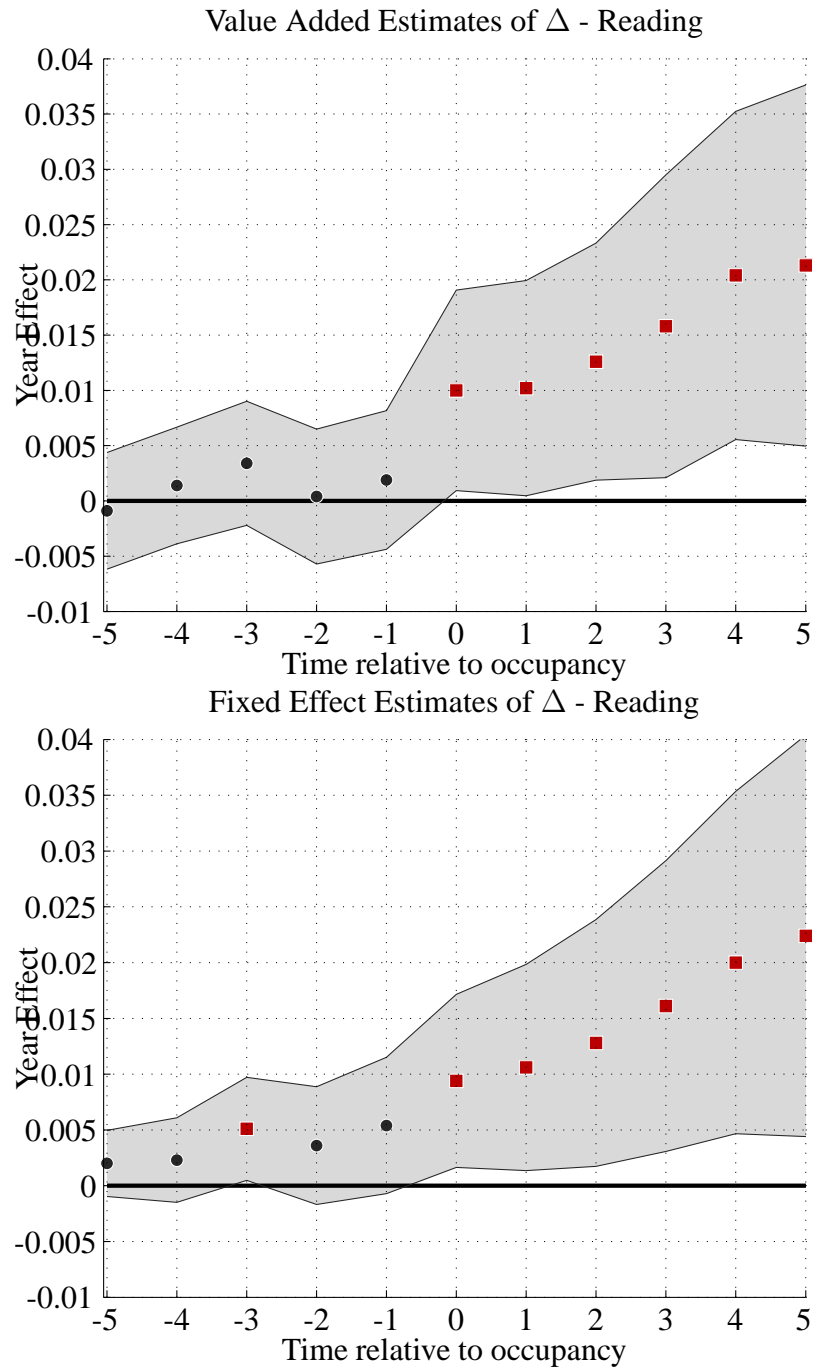 Value Added Estimates of Δ - Reading
0.04
0.035
0.03
0.025
0.02
0.015
0.01
0.005
0
-0.005
-0.01
Year Effect
-5 -4 -3 -2 -1 0 1 2 3 4 5
Time relative to occupancy
Fixed Effect Estimates of Δ - Reading
0.04
0.035
0.03
0.025
0.02
0.015
0.01
0.005
0
-0.005
-0.01
Year Effect
-5 -4 -3 -2 -1 0 1 2 3 4 5
Time relative to occupancy